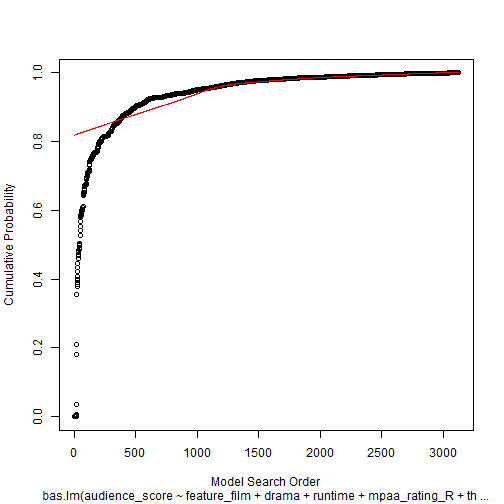 1.0
0.8
0.6
0.4
0.2
0.0
Cumulative Probability
0 500 1000 1500 2000 2500 3000
Model Search Order
bas.lm(audience_score ~ feature_film + drama + runtime + mpaa_rating_R + th ...